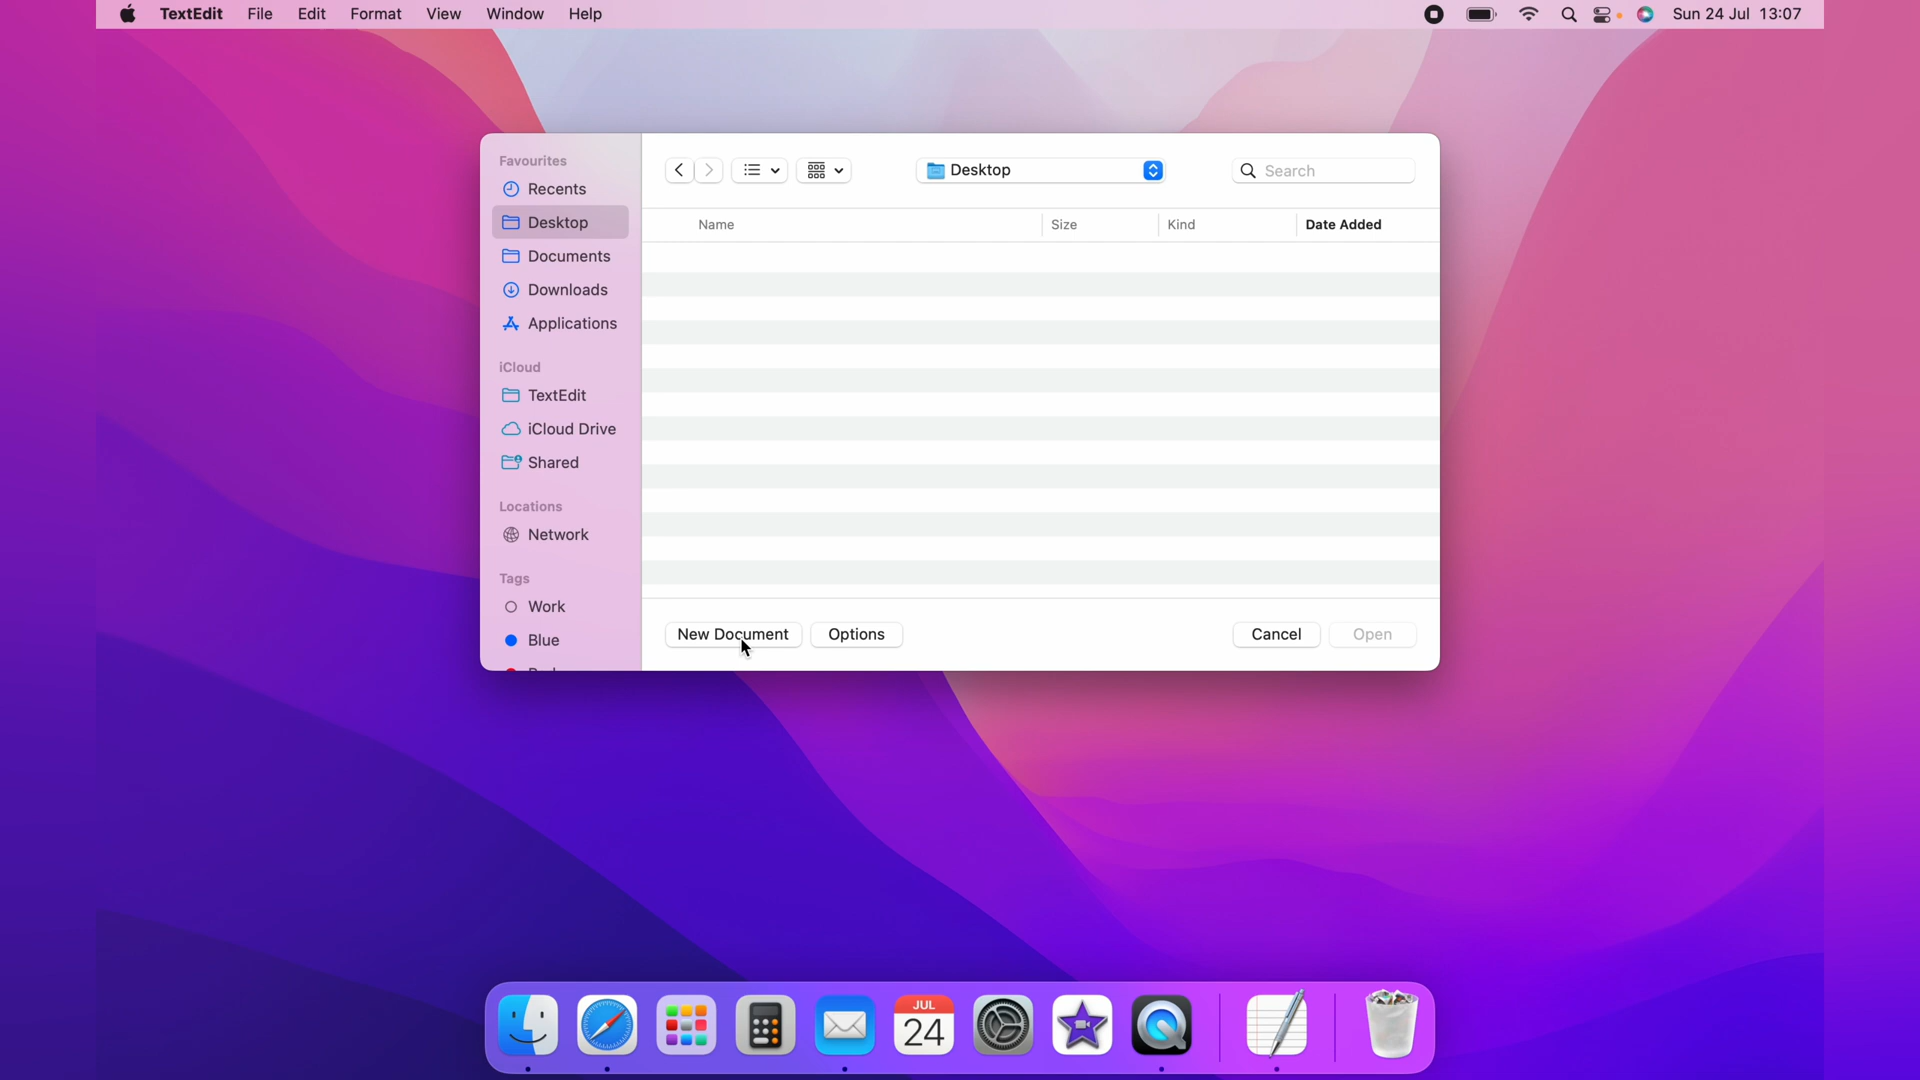 TextEdit File Edit Format View Window Help Sun 24 Jul 13:07
Favourites
Recents
Desktop
Documents
Downloads
Applications
iCloud
TextEdit
iCloud Drive
Shared
Locations
Network
Tags
Work
Blue
Desktop
Search
Name Size Kind Date Added
New Document Options Cancel Open
JUL
24